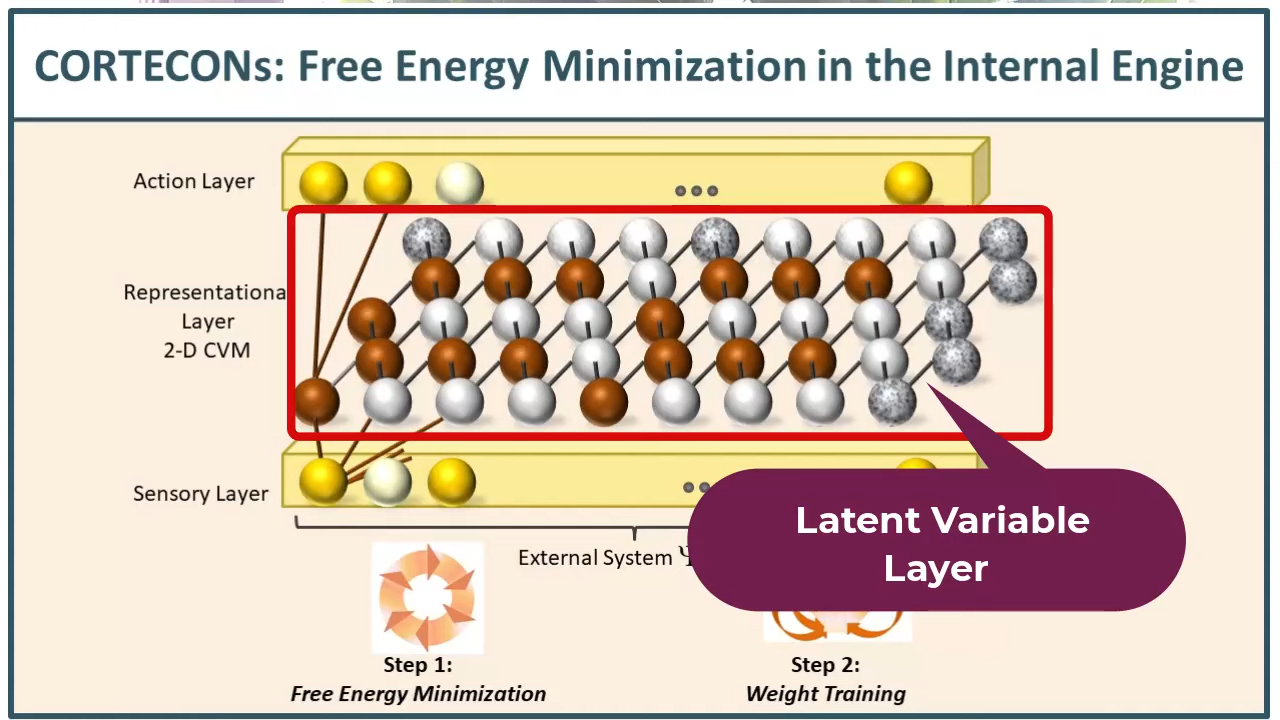 CORTECONs: Free Energy Minimization in the Internal Engine
Action Layer
Representationa
Layer
2-D CVM
Sensory Layer
Latent Variable
Layer
External System Ψ
Step 1:
Free Energy Minimization
Step 2:
Weight Training